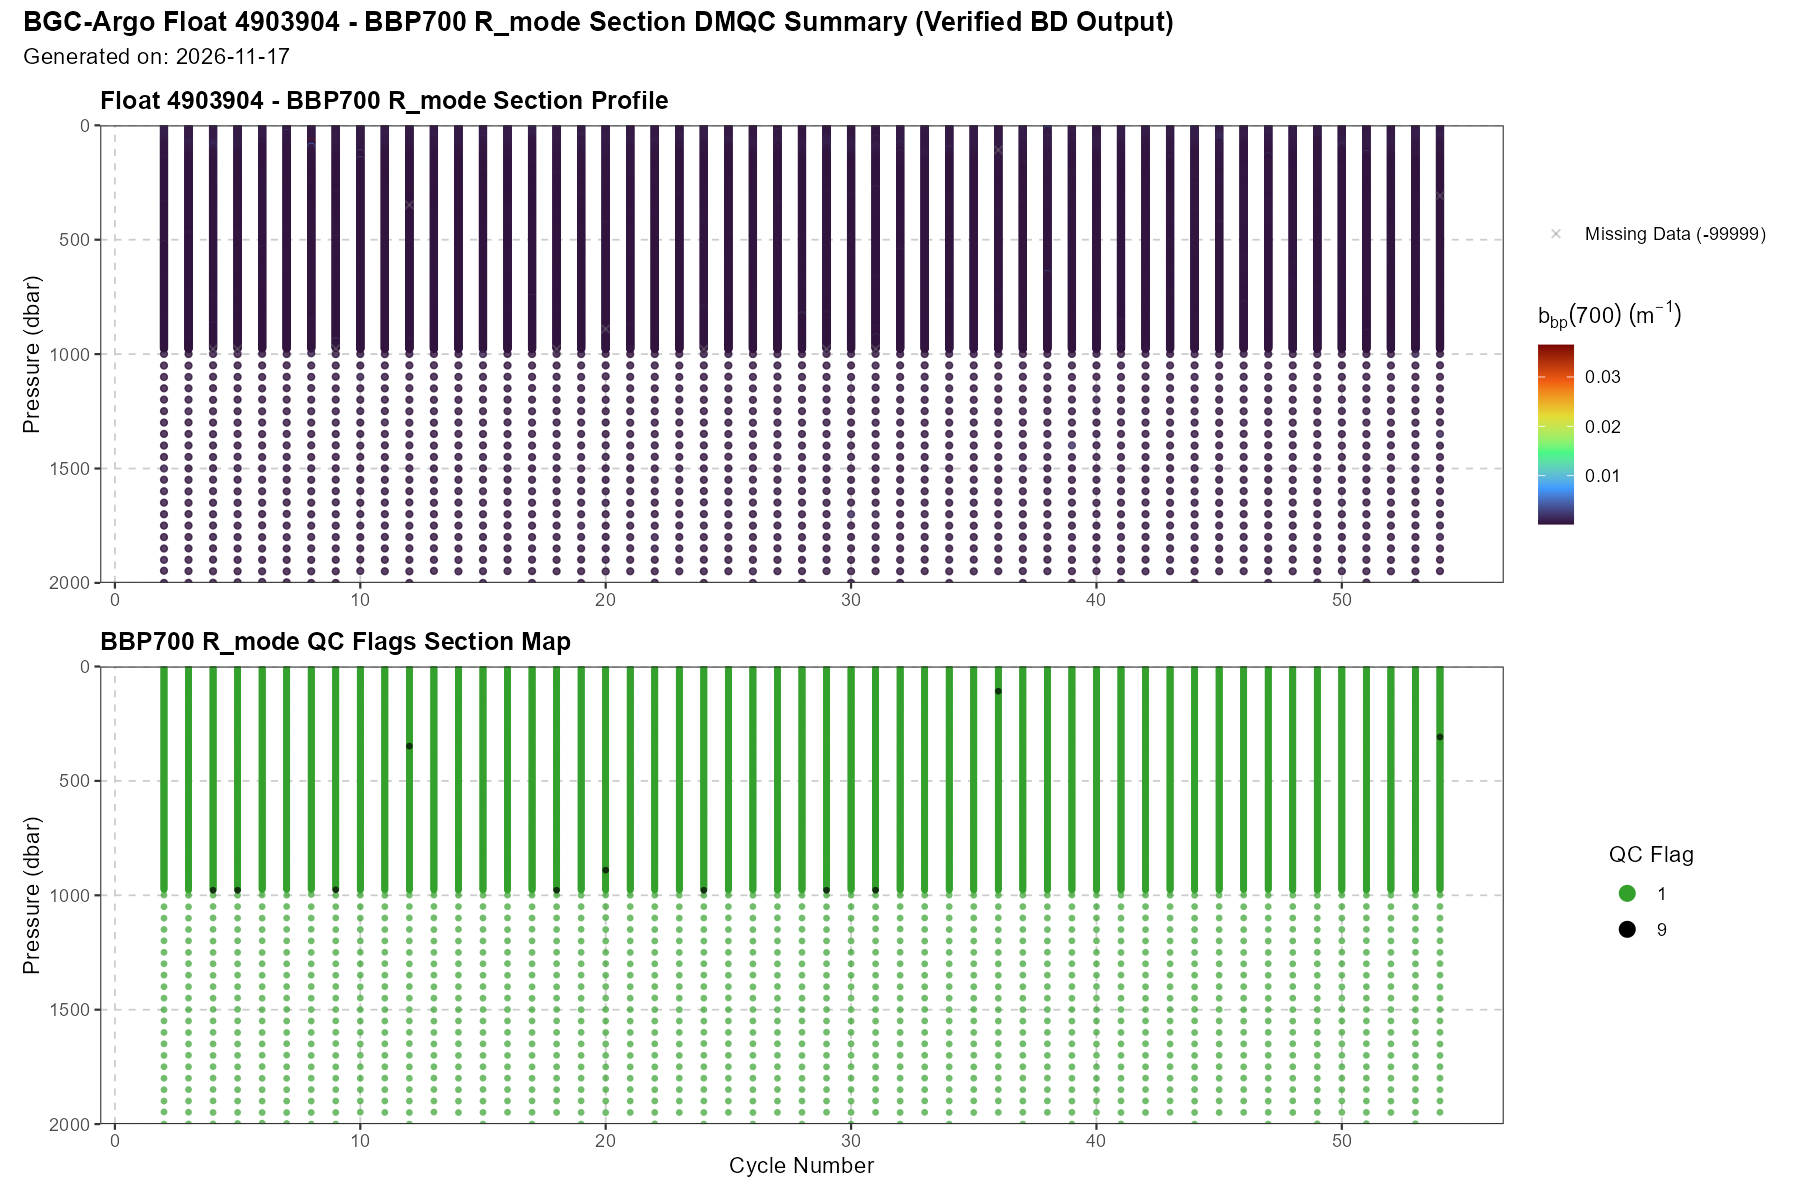 BGC-Argo Float 4903904 - BBP700 R_mode Section DMQC Summary (Verified BD Output)
Generated on: 2026-11-17
Float 4903904 - BBP700 R_mode Section Profile
Pressure (dbar)
0
500
1000
1500
2000
0 10 20 30 40 50
Missing Data (-99999)
b_bp(700) (m⁻¹)
0.03
0.02
0.01
BBP700 R_mode QC Flags Section Map
Pressure (dbar)
0
500
1000
1500
2000
0 10 20 30 40 50
Cycle Number
QC Flag
1
9